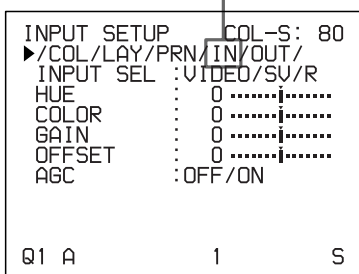 INPUT SETUP COL-S: 80
▶/COL/LAY/PRN/IN/OUT/
INPUT SEL :VIDEO/SV/R
HUE : 0
COLOR : 0
GAIN : 0
OFFSET : 0
AGC :OFF/ON
Q1 A 1 S